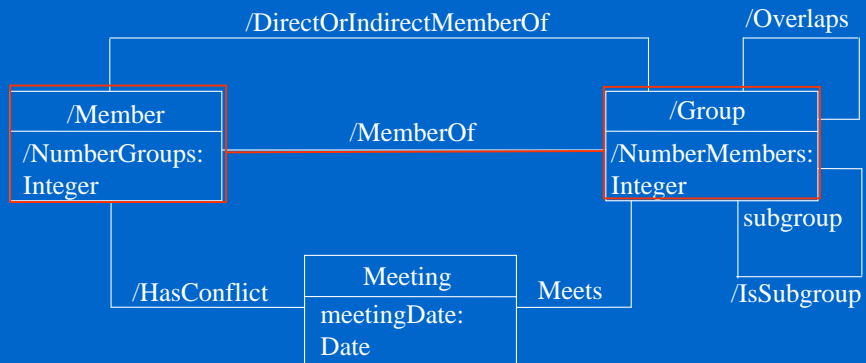 /DirectOrIndirectMemberOf
/Overlaps
/Member
/MemberOf
/Group
/NumberGroups:
Integer
/NumberMembers:
Integer
subgroup
/HasConflict
Meeting
Meets
/IsSubgroup
meetingDate:
Date